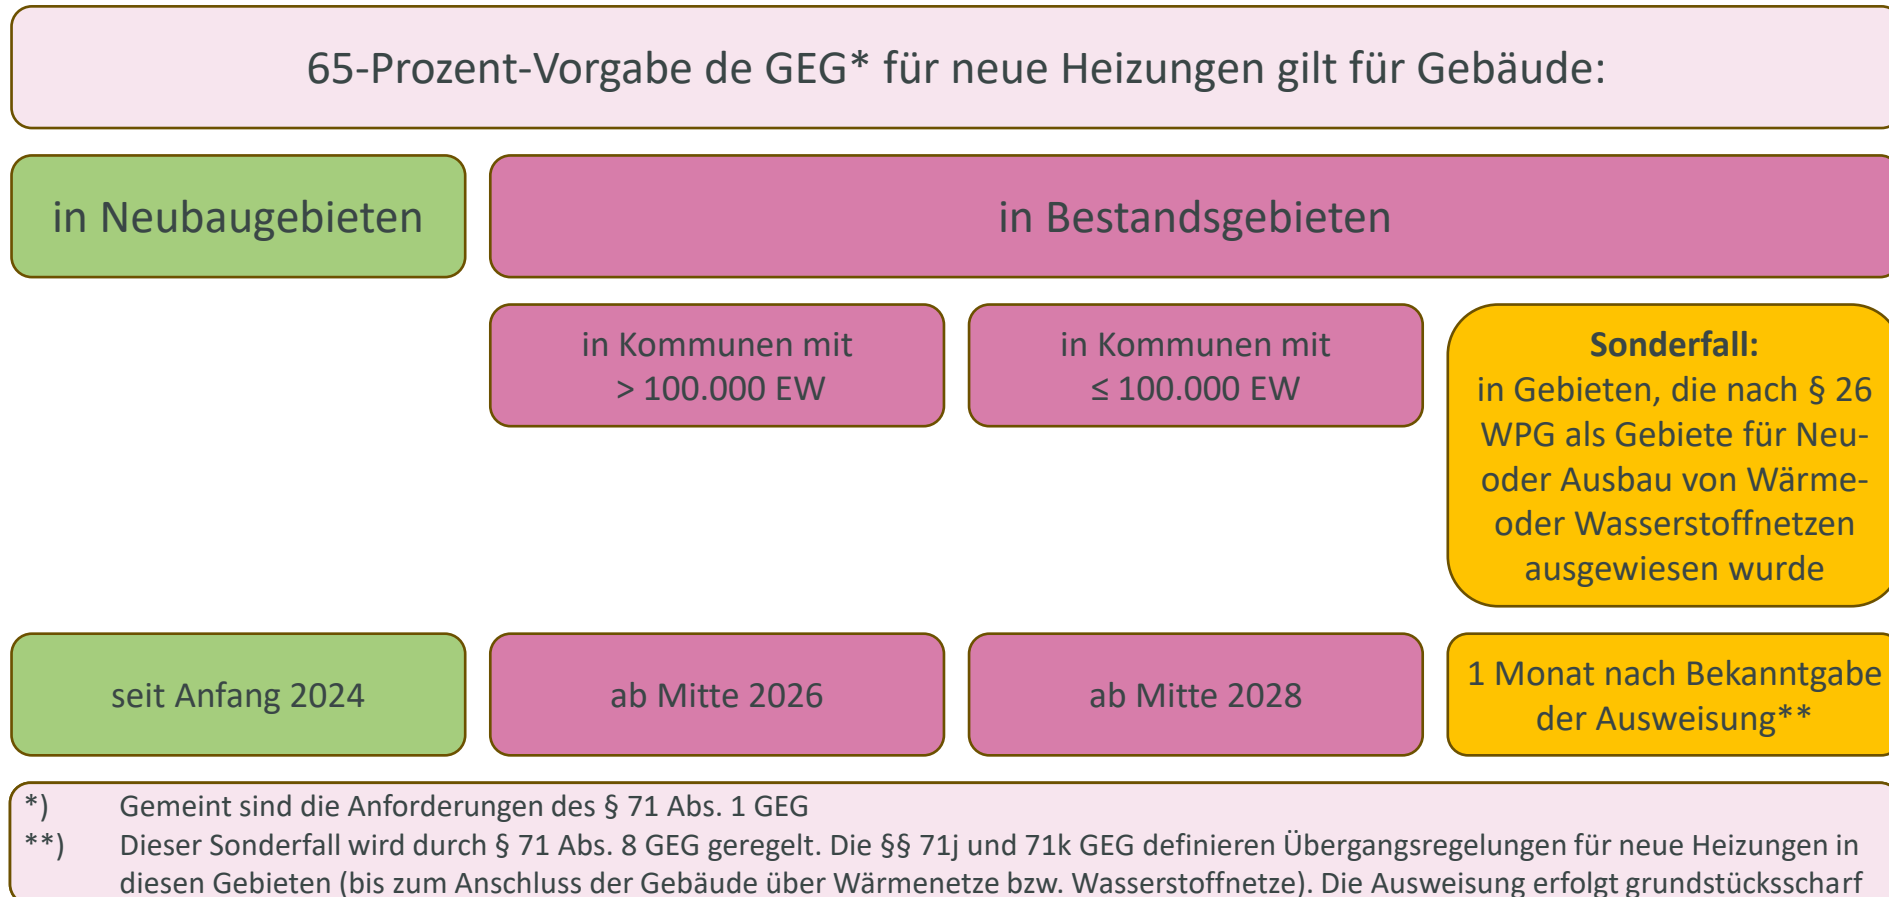 65-Prozent-Vorgabe de GEG* für neue Heizungen gilt für Gebäude:
in Neubaugebieten
in Bestandsgebieten
in Kommunen mit
> 100.000 EW
in Kommunen mit
≤ 100.000 EW
Sonderfall:
in Gebieten, die nach § 26
WPG als Gebiete für Neu-
oder Ausbau von Wärme-
oder Wasserstoffnetzen
ausgewiesen wurde
seit Anfang 2024
ab Mitte 2026
ab Mitte 2028
1 Monat nach Bekanntgabe
der Ausweisung**
*) Gemeint sind die Anforderungen des § 71 Abs. 1 GEG
**) Dieser Sonderfall wird durch § 71 Abs. 8 GEG geregelt. Die §§ 71j und 71k GEG definieren Übergangsregelungen für neue Heizungen in
diesen Gebieten (bis zum Anschluss der Gebäude über Wärmenetze bzw. Wasserstoffnetze). Die Ausweisung erfolgt grundstücksscharf